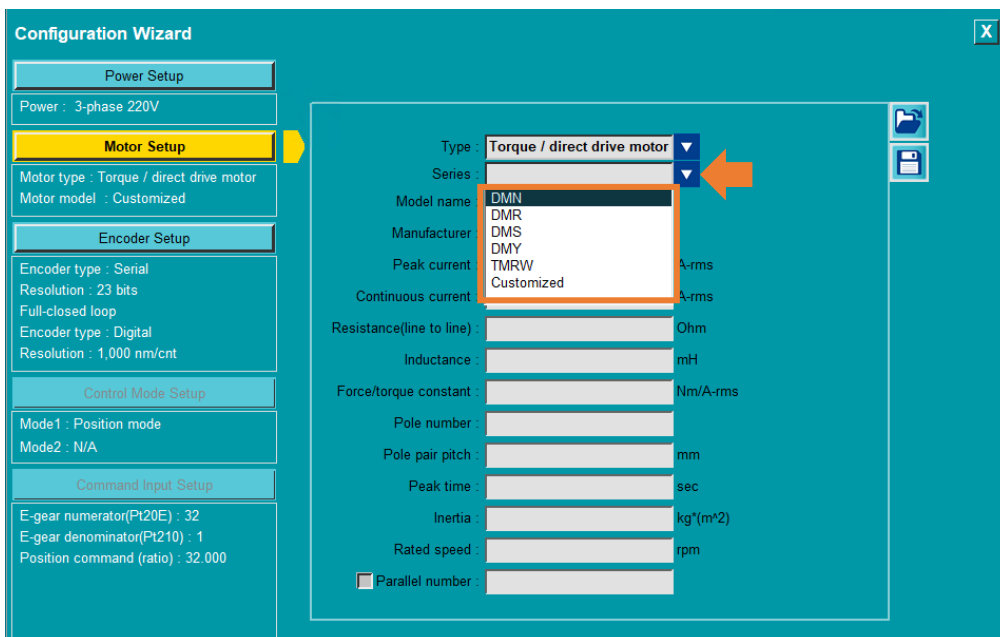 Configuration Wizard
X
Power Setup
Power : 3-phase 220V
Motor Setup
Motor type : Torque / direct drive motor
Motor model : Customized
Encoder Setup
Encoder type : Serial
Resolution : 23 bits
Full-closed loop
Encoder type : Digital
Resolution : 1,000 nm/cnt
Control Mode Setup
Mode1 : Position mode
Mode2 : N/A
Command Input Setup
E-gear numerator(Pt20E) : 32
E-gear denominator(Pt210) : 1
Position command (ratio) : 32.000
Type : Torque / direct drive motor
Series :
DMN
DMR
DMS
DMY
TMRW
Customized
Model name :
Manufacturer :
Peak current : A-rms
Continuous current : A-rms
Resistance(line to line) : Ohm
Inductance : mH
Force/torque constant : Nm/A-rms
Pole number :
Pole pair pitch : mm
Peak time : sec
Inertia : kg*(m^2)
Rated speed : rpm
Parallel number :